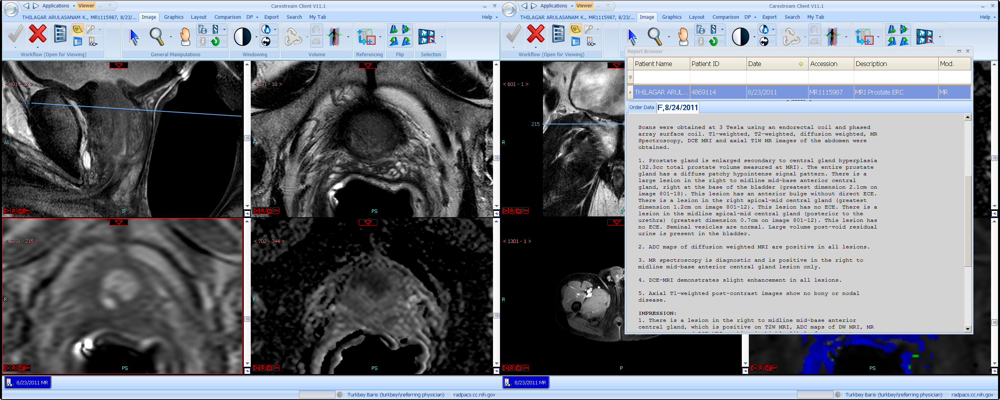 Applications
Viewer
Carestream Client V11.1
THILAGAR ARULASANAM K., MR1115987, 8/23/...
Image
Graphics
Layout
Comparison
DP
Export
Search
My Tab
Help
Workflow (Open for Viewing)
General Manipulations
Windowing
Volume
Referencing
Flip
Selection
Applications
Viewer
Carestream Client V11.1
THILAGAR ARULASANAM K., MR1115987, 8/23/...
Image
Graphics
Layout
Comparison
DP
Export
Search
My Tab
Help
Workflow (Open for Viewing)
< 401 - 12 >
215
AI
IP
< 801 - 18 >
R
PS
< 601 - 1 >
215
R
IP
< 1201 - 215 >
R
PS
< 702 - 344 >
R
PS
< 1301 - 1 >
R
P
PS
Report Browser
Patient Name
Patient ID
Date
Accession
Description
Mod.
THILAGAR ARUL...
4869114
8/23/2011
MR1115987
MRI Prostate ERC
MR
Order Data
F,8/24/2011
Scans were obtained at 3 Tesla using an endorectal coil and phased
array surface coil. T1-weighted, T2-weighted, diffusion weighted, MR
Spectroscopy, DCE MRI and axial T1W MR images of the abdomen were
obtained.
1. Prostate gland is enlarged secondary to central gland hyperplasia
(32.3cc total prostate volume measured at MRI). The entire prostate
gland has a diffuse patchy hypointense signal pattern. There is a
large lesion in the right to midline mid-base anterior central
gland, right at the base of the bladder (greatest dimension 2.1cm on
image 801-18). This lesion has an anterior bulge without direct ECE.
There is a lesion in the right apical-mid central gland (greatest
dimension 1.2cm on image 801-12). This lesion has no ECE. There is a
lesion in the midline apical-mid central gland (posterior to the
urethra) (greatest dimension 0.7cm on image 801-12). This lesion has
no ECE. Seminal vesicles are normal. Large volume post-void residual
urine is present in the bladder.
2. ADC maps of diffusion weighted MRI are positive in all lesions.
3. MR spectroscopy is diagnostic and is positive in the right to
midline mid-base anterior central gland lesion only.
4. DCE-MRI demonstrates slight enhancement in all lesions.
5. Axial T1-weighted post-contrast images show no bony or nodal
disease.
IMPRESSION:
1. There is a lesion in the right to midline mid-base anterior
central gland, which is positive on T2W MRI, ADC maps of DW MRI, MR
8/23/2011 MR
8/23/2011 MR
Turkbey Baris (turkbeyi\referring physician)
radpacs.cc.nih.gov
Turkbey Baris (turkbeyi\referring physician)
radpacs.cc.nih.gov